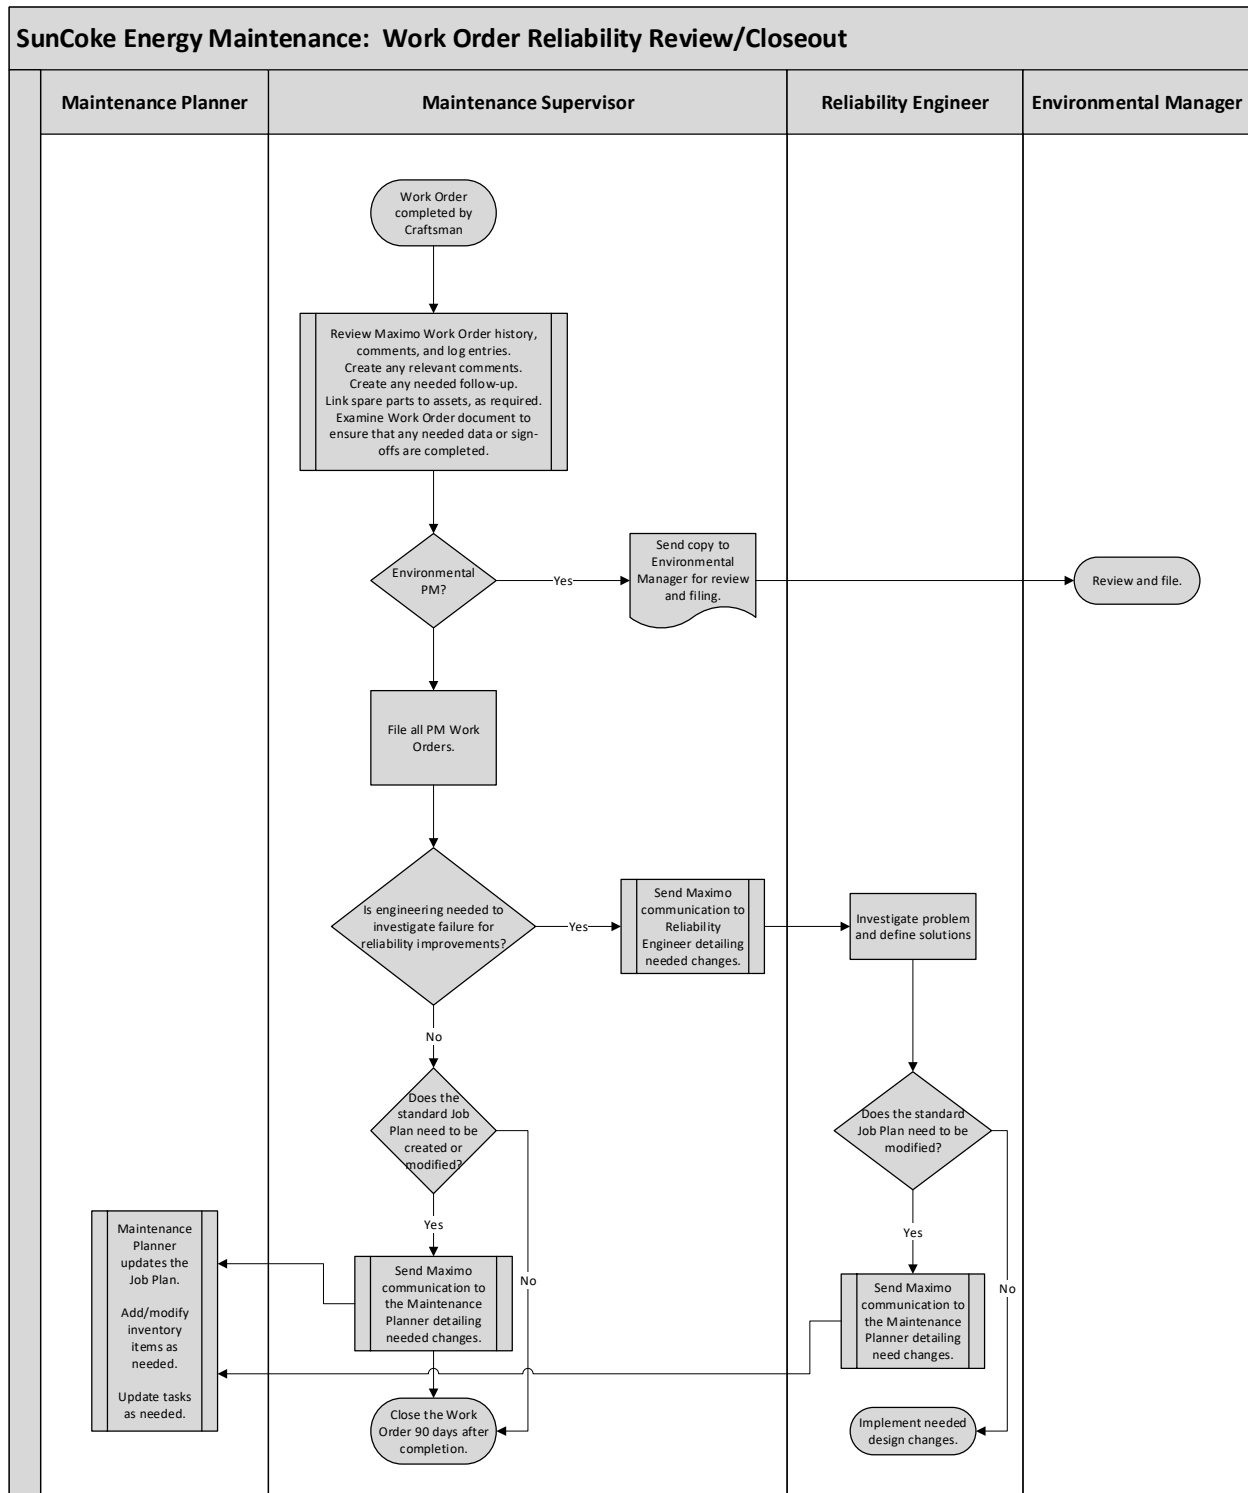 SunCoke Energy Maintenance:  Work Order Reliability Review/Closeout
Maintenance Planner
Maintenance Supervisor
Reliability Engineer
Environmental Manager
Work Order
completed by
Craftsman
Review Maximo Work Order history,
comments, and log entries.
Create any relevant comments.
Create any needed follow-up.
Link spare parts to assets, as required.
Examine Work Order document to
ensure that any needed data or sign-
offs are completed.
Environmental
PM?
Yes
Send copy to
Environmental
Manager for review
and filing.
Review and file.
File all PM Work
Orders.
Is engineering needed to
investigate failure for
reliability improvements?
Yes
Send Maximo
communication to
Reliability
Engineer detailing
needed changes.
Investigate problem
and define solutions
No
Does the
standard Job
Plan need to be
created or
modified?
Does the standard
Job Plan need to be
modified?
Yes
No
Yes
No
Maintenance
Planner
updates the
Job Plan.
Add/modify
inventory
items as
needed.
Update tasks
as needed.
Send Maximo
communication to
the Maintenance
Planner detailing
needed changes.
Send Maximo
communication to
the Maintenance
Planner detailing
need changes.
Close the Work
Order 90 days after
completion.
Implement needed
design changes.